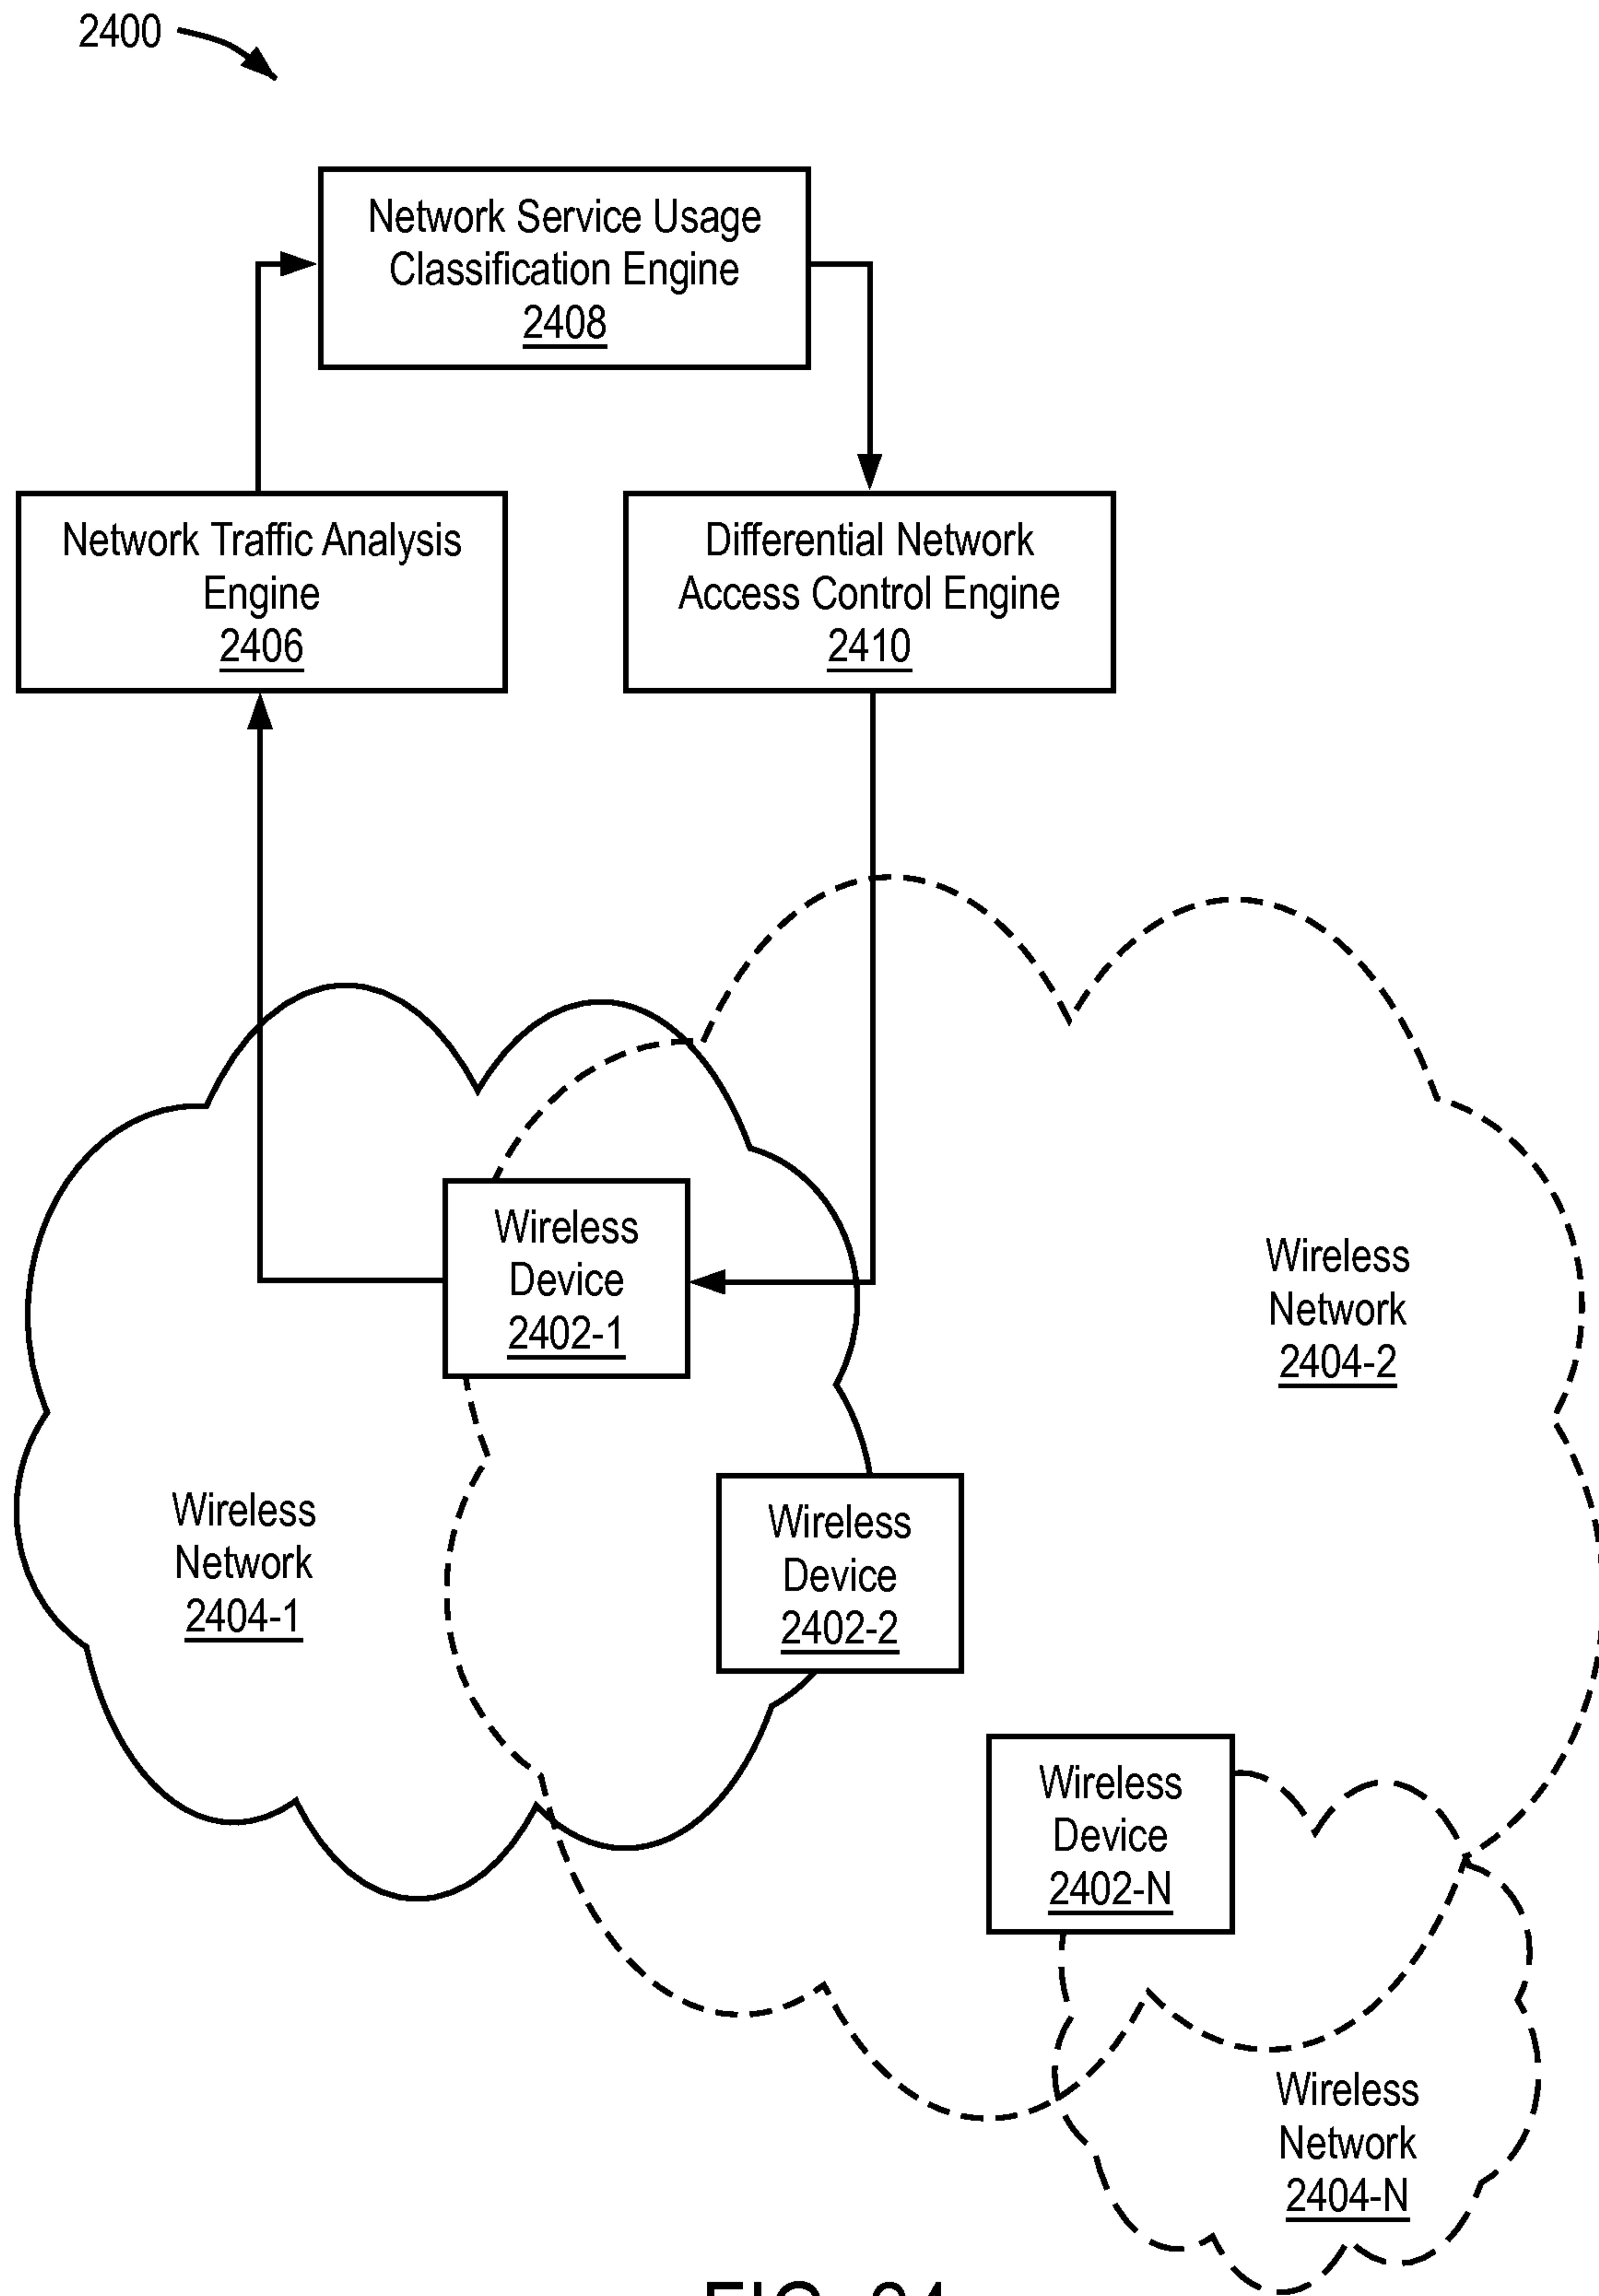 2400
Network Service Usage
Classification Engine
2408
Network Traffic Analysis
Engine
2406
Differential Network
Access Control Engine
2410
Wireless
Device
2402-1
Wireless
Network
2404-2
Wireless
Network
2404-1
Wireless
Device
2402-2
Wireless
Device
2402-N
Wireless
Network
2404-N
FIG. 24